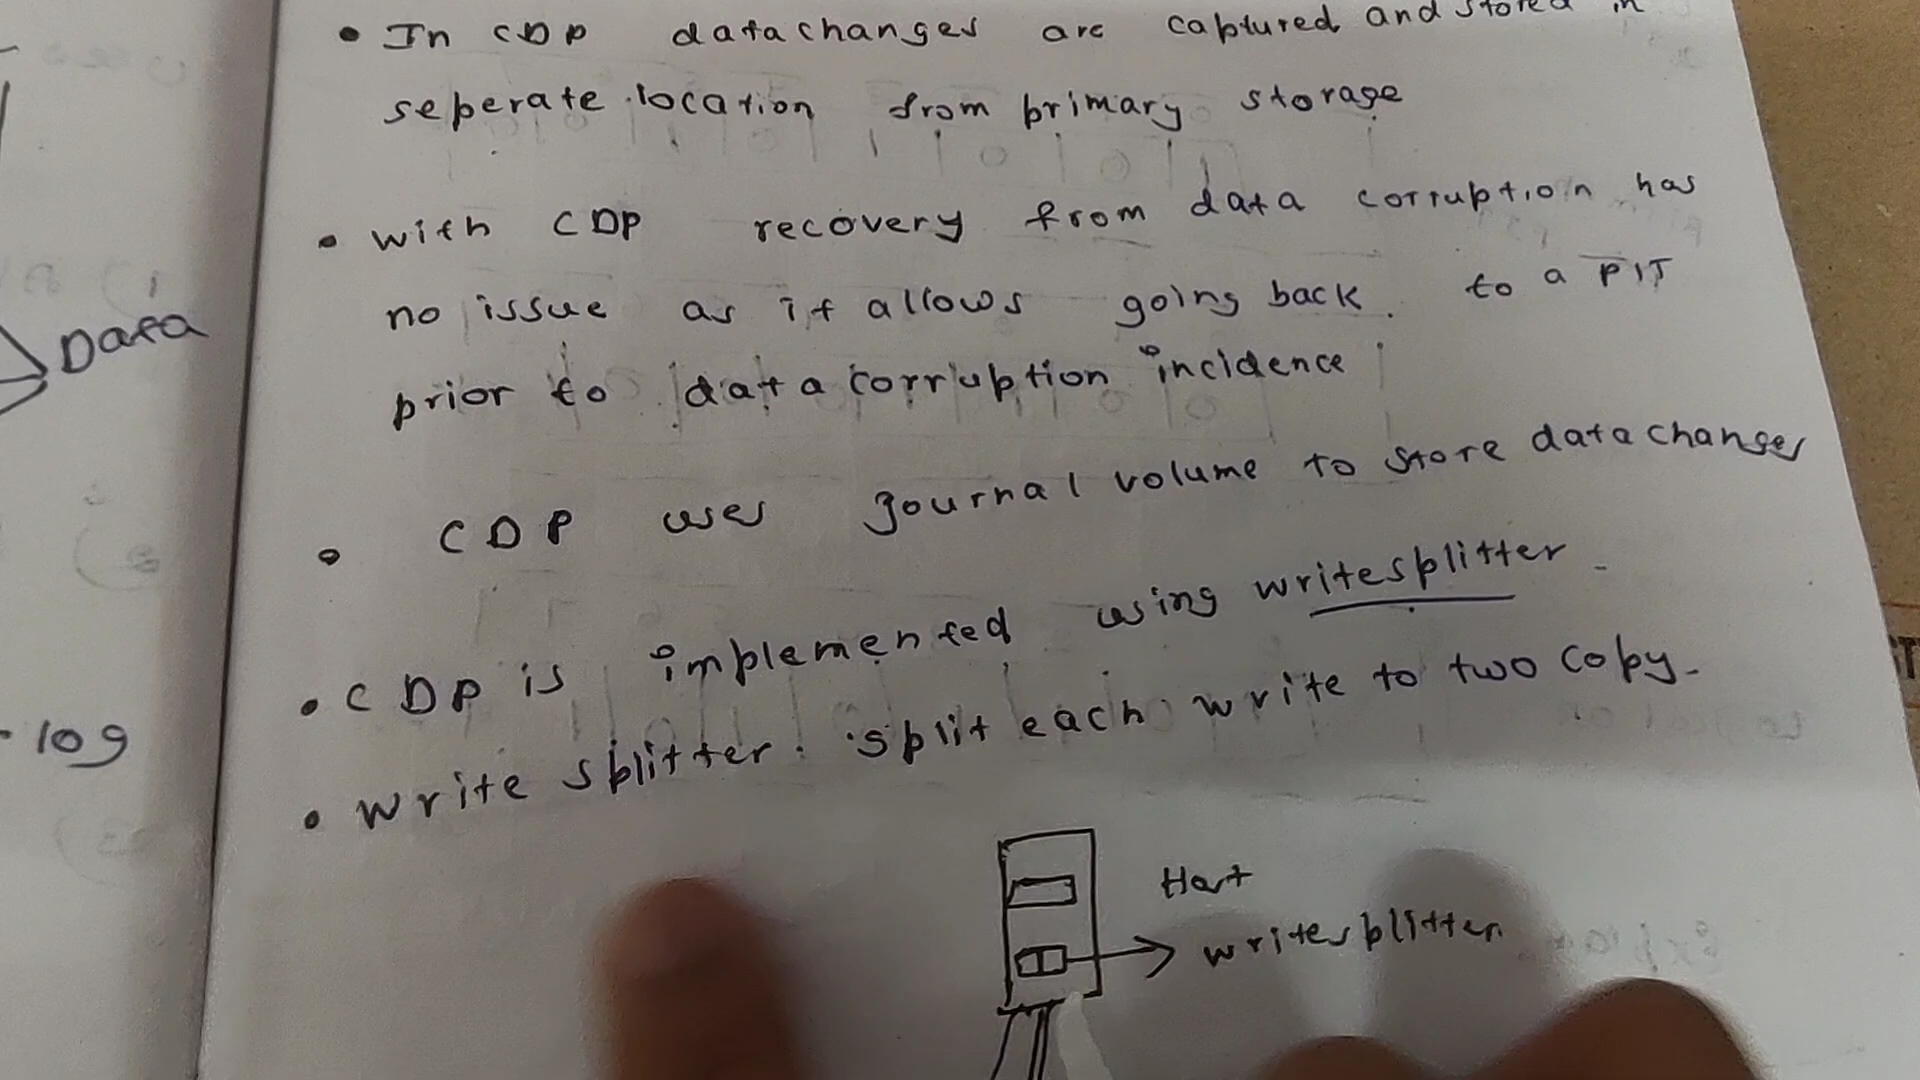 • In CDP data changes are captured and stored in
seperate location from primary storage
• with CDP recovery from data corruption has
no issue as it allows going back to a PIT
prior to data corruption incidence
• CDP uses Journal volume to store data changes
• CDP is implemented using writesplitter.
• write splitter split each write to two copy.
Host
writesplitter
Data
log